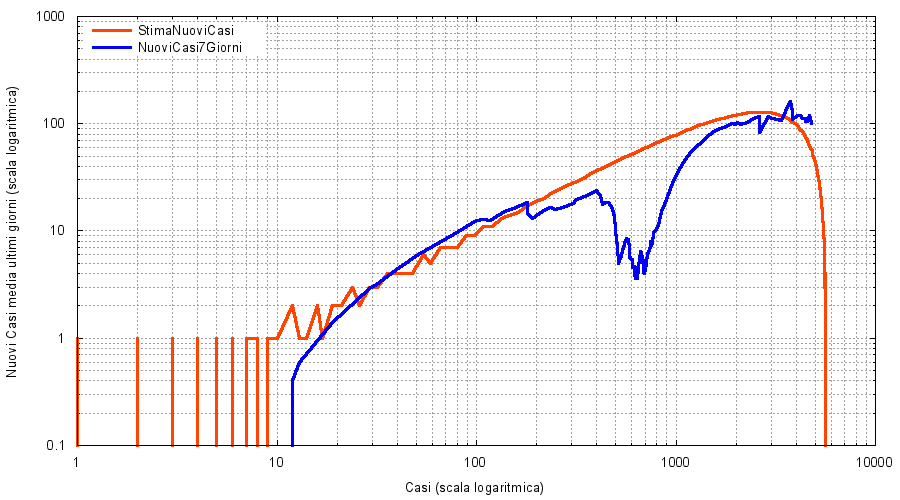 1000
StimaNuoviCasi
NuoviCasi7Giorni
100
10
1
0.1
1
10
100
1000
10000
Nuovi Casi media ultimi giorni (scala logaritmica)
Casi (scala logaritmica)